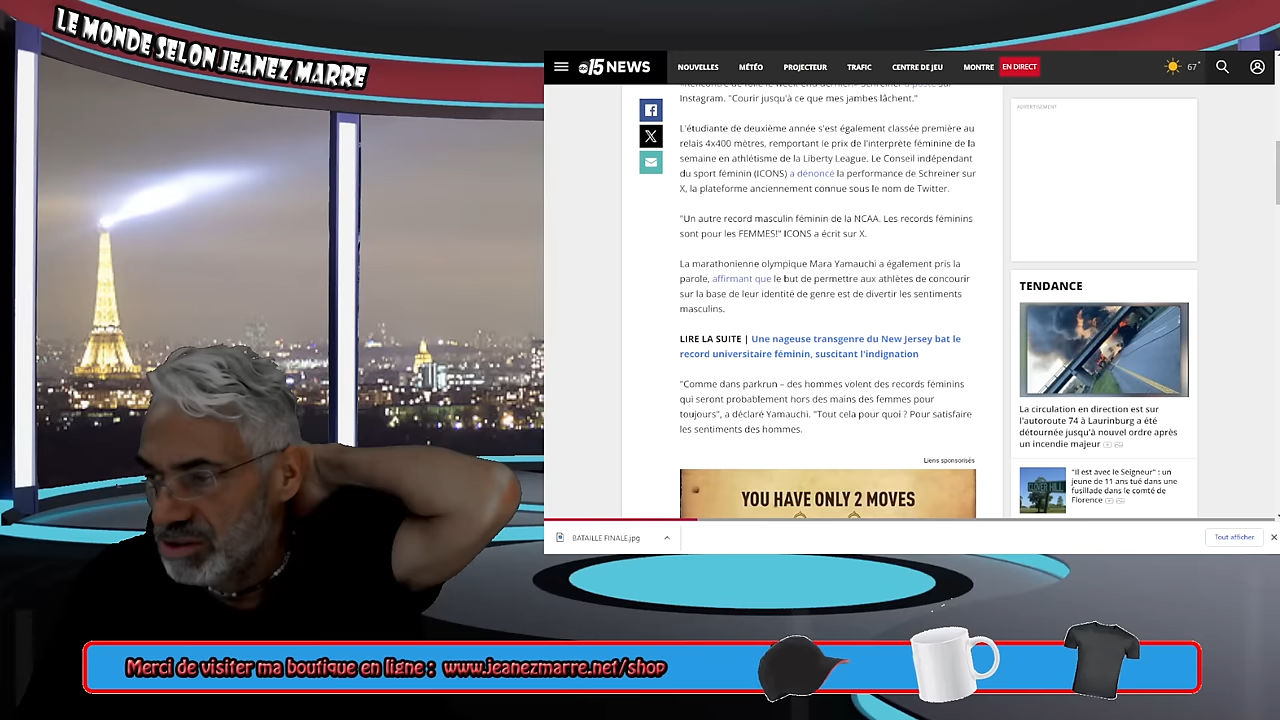 LE MONDE SELON JEANEZ MARRE
15 NEWS
NOUVELLES
MÉTÉO
PROJECTEUR
TRAFIC
CENTRE DE JEU
MONTRE
EN DIRECT
67°
Instagram. "Courir jusqu'à ce que mes jambes lâchent."
L'étudiante de deuxième année s'est également classée première au
relais 4x400 mètres, remportant le prix de l'interprète féminine de la
semaine en athlétisme de la Liberty League. Le Conseil indépendant
du sport féminin (ICONS) a dénoncé la performance de Schreiner sur
X, la plateforme anciennement connue sous le nom de Twitter.
"Un autre record masculin féminin de la NCAA. Les records féminins
sont pour les FEMMES!" ICONS a écrit sur X.
La marathonienne olympique Mara Yamauchi a également pris la
parole, affirmant que le but de permettre aux athlètes de concourir
sur la base de leur identité de genre est de divertir les sentiments
masculins.
LIRE LA SUITE | Une nageuse transgenre du New Jersey bat le
record universitaire féminin, suscitant l'indignation
"Comme dans parkrun – des hommes volent des records féminins
qui seront probablement hors des mains des femmes pour
toujours", a déclaré Yamauchi. "Tout cela pour quoi ? Pour satisfaire
les sentiments des hommes.
Liens sponsorisés
YOU HAVE ONLY 2 MOVES
ADVERTISEMENT
TENDANCE
La circulation en direction est sur
l'autoroute 74 à Laurinburg a été
détournée jusqu'à nouvel ordre après
un incendie majeur
"Il est avec le Seigneur" : un
jeune de 11 ans tué dans une
fusillade dans le comté de
Florence
BATAILLE FINALE.jpg
Tout afficher
Merci de visiter ma boutique en ligne : www.jeanezmarre.net/shop